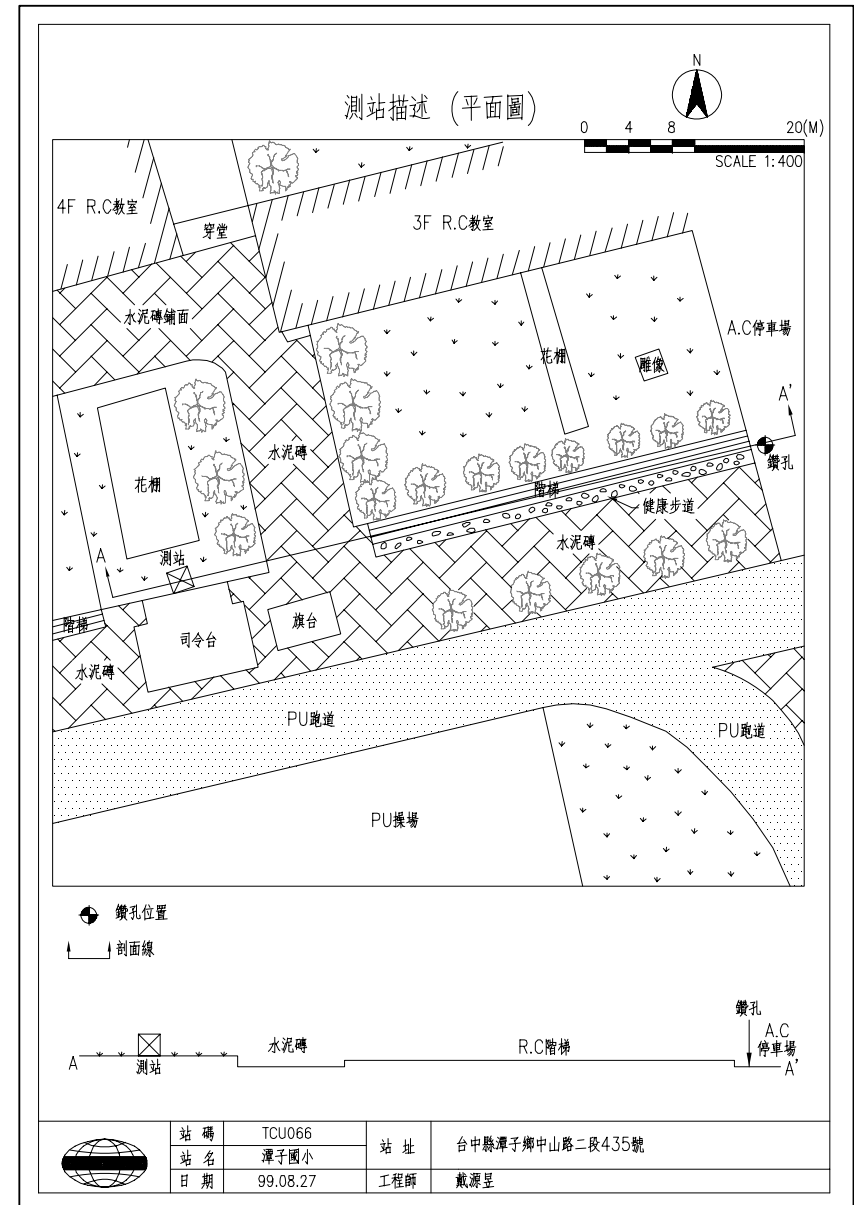 N
測站描述 (平面圖)
0 4 8 20(M)
SCALE 1:400
4F R.C教室
穿堂
3F R.C教室
水泥磚鋪面
A.C停車場
花棚
雕像
A'
水泥磚
鑽孔
花棚
階梯
健康步道
水泥磚
A
測站
階梯
旗台
司令台
水泥磚
PU跑道
PU跑道
PU操場
鑽孔位置
剖面線
鑽孔
水泥磚
R.C階梯
A.C
停車場
A
測站
A'
站碼 TCU066
站址 台中縣潭子鄉中山路二段435號
站名 潭子國小
日期 99.08.27
工程師 戴源昱